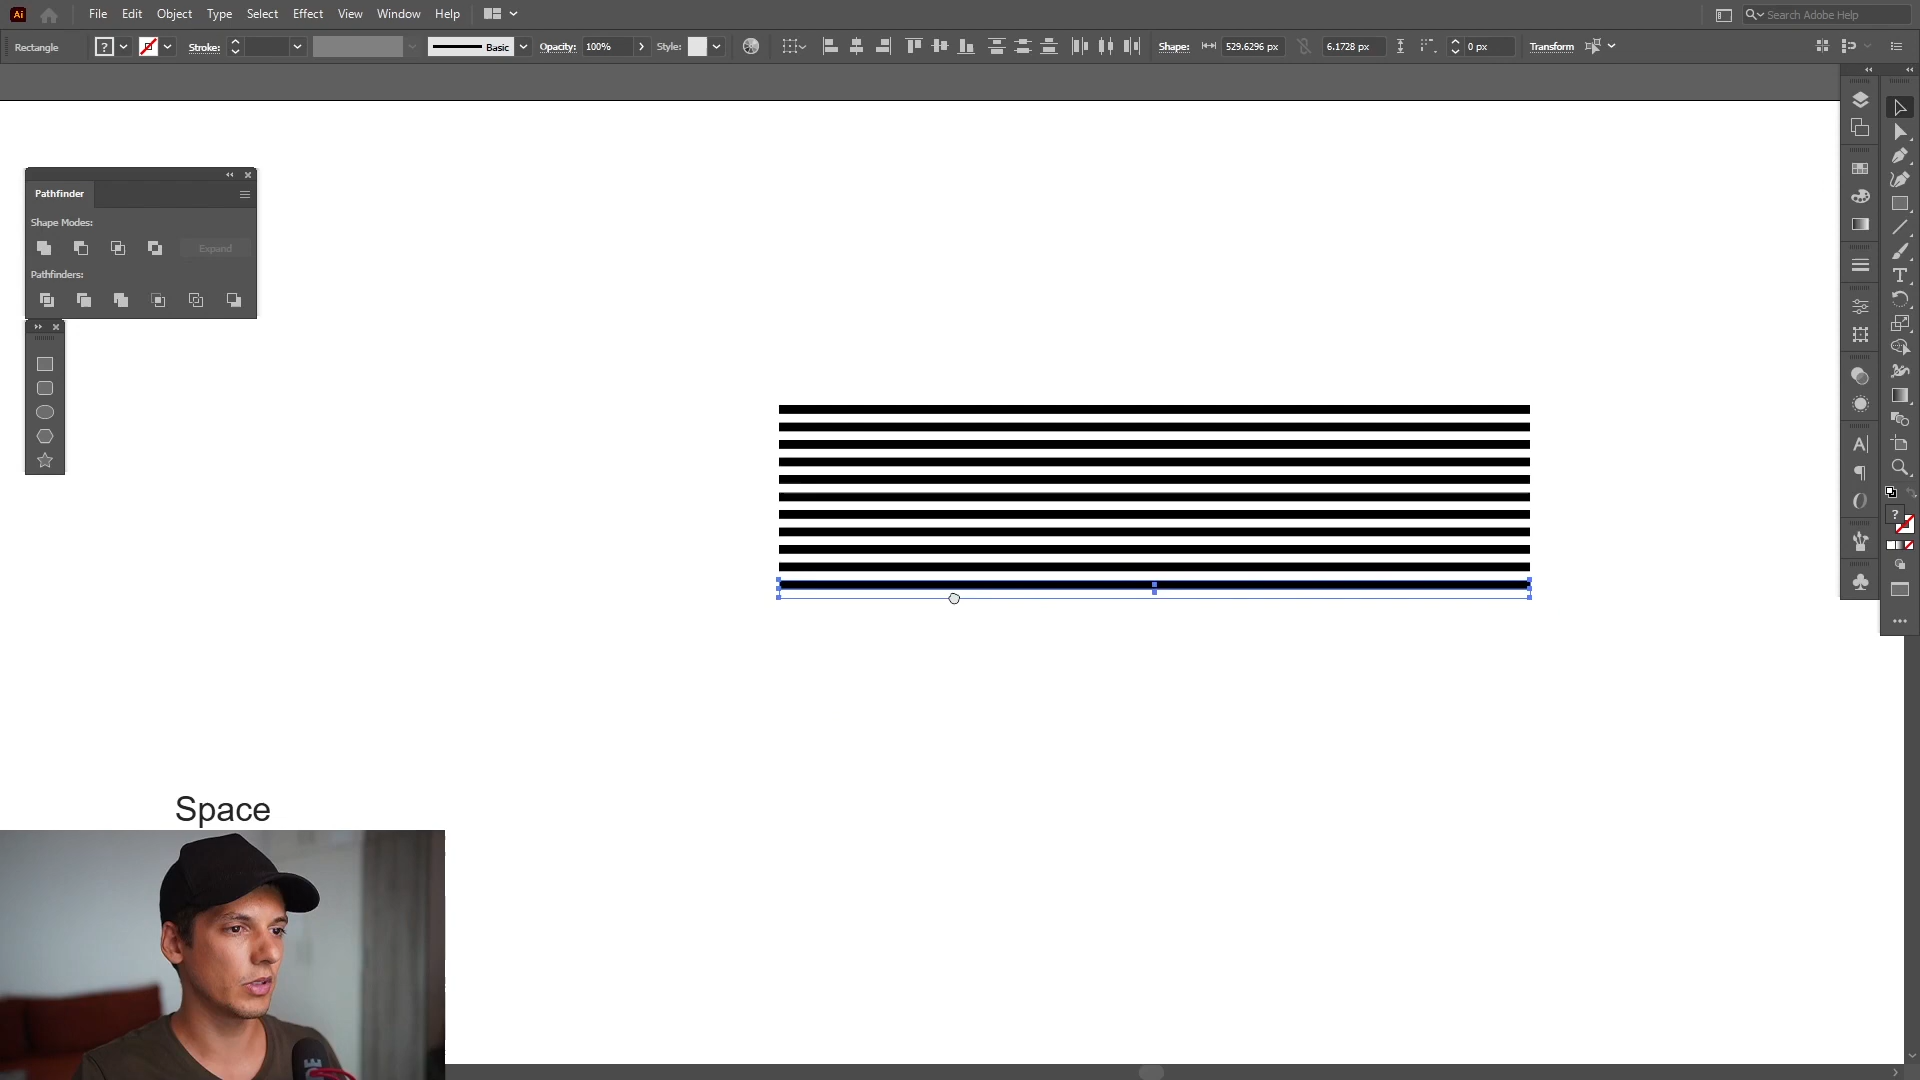 Ai File Edit Object Type Select Effect View Window Help Search Adobe Help
Rectangle ? Stroke: Basic Opacity: 100% Style: Shape: 529.6296 px 6.1728 px 0 px Transform
Pathfinder
Shape Modes:
Expand
Pathfinders:
Space